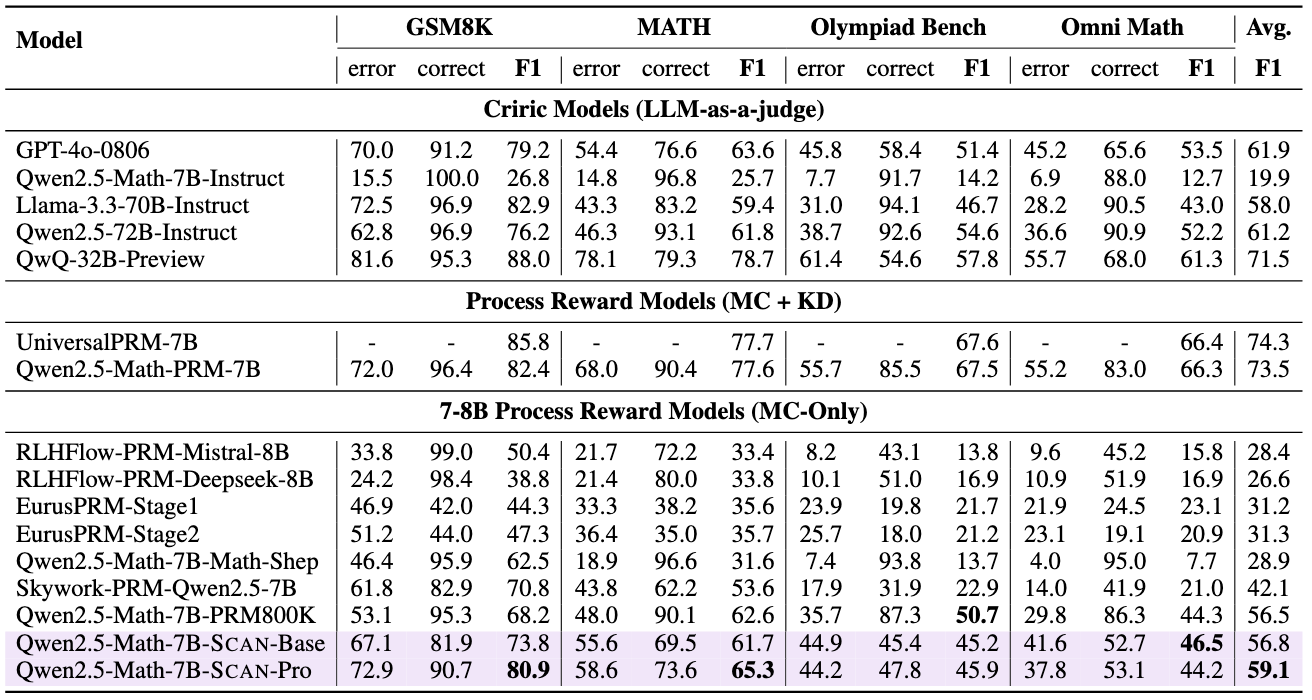 Model GSM8K MATH Olympiad Bench Omni Math Avg.
error correct F1 error correct F1 error correct F1 error correct F1 F1
Criric Models (LLM-as-a-judge)
GPT-4o-0806 70.0 91.2 79.2 54.4 76.6 63.6 45.8 58.4 51.4 45.2 65.6 53.5 61.9
Qwen2.5-Math-7B-Instruct 15.5 100.0 26.8 14.8 96.8 25.7 7.7 91.7 14.2 6.9 88.0 12.7 19.9
Llama-3.3-70B-Instruct 72.5 96.9 82.9 43.3 83.2 59.4 31.0 94.1 46.7 28.2 90.5 43.0 58.0
Qwen2.5-72B-Instruct 62.8 96.9 76.2 46.3 93.1 61.8 38.7 92.6 54.6 36.6 90.9 52.2 61.2
QwQ-32B-Preview 81.6 95.3 88.0 78.1 79.3 78.7 61.4 54.6 57.8 55.7 68.0 61.3 71.5
Process Reward Models (MC + KD)
UniversalPRM-7B - - 85.8 - - 77.7 - - 67.6 - - 66.4 74.3
Qwen2.5-Math-PRM-7B 72.0 96.4 82.4 68.0 90.4 77.6 55.7 85.5 67.5 55.2 83.0 66.3 73.5
7-8B Process Reward Models (MC-Only)
RLHFlow-PRM-Mistral-8B 33.8 99.0 50.4 21.7 72.2 33.4 8.2 43.1 13.8 9.6 45.2 15.8 28.4
RLHFlow-PRM-Deepseek-8B 24.2 98.4 38.8 21.4 80.0 33.8 10.1 51.0 16.9 10.9 51.9 16.9 26.6
EurusPRM-Stage1 46.9 42.0 44.3 33.3 38.2 35.6 23.9 19.8 21.7 21.9 24.5 23.1 31.2
EurusPRM-Stage2 51.2 44.0 47.3 36.4 35.0 35.7 25.7 18.0 21.2 23.1 19.1 20.9 31.3
Qwen2.5-Math-7B-Math-Shep 46.4 95.9 62.5 18.9 96.6 31.6 7.4 93.8 13.7 4.0 95.0 7.7 28.9
Skywork-PRM-Qwen2.5-7B 61.8 82.9 70.8 43.8 62.2 53.6 17.9 31.9 22.9 14.0 41.9 21.0 42.1
Qwen2.5-Math-7B-PRM800K 53.1 95.3 68.2 48.0 90.1 62.6 35.7 87.3 50.7 29.8 86.3 44.3 56.5
Qwen2.5-Math-7B-SCAN-Base 67.1 81.9 73.8 55.6 69.5 61.7 44.9 45.4 45.2 41.6 52.7 46.5 56.8
Qwen2.5-Math-7B-SCAN-Pro 72.9 90.7 80.9 58.6 73.6 65.3 44.2 47.8 45.9 37.8 53.1 44.2 59.1